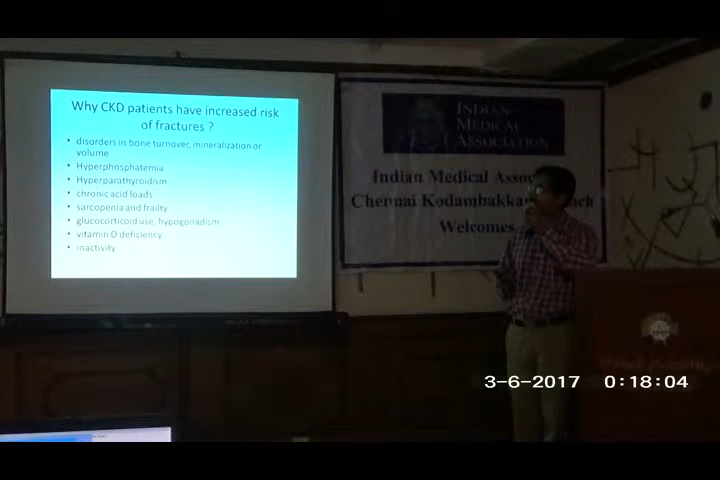 Why CKD patients have increased risk
of fractures ?
• disorders in bone turnover, mineralization or
volume
• Hyperphosphatemia
• Hyperparathyroidism
• chronic acid loads
• sarcopenia and frailty
• glucocorticoid use, hypogonadism
• vitamin D deficiency
• inactivity
INDIAN
MEDICAL
ASSOCIATION
Indian Medical Assoc
Chennai Kodambakka nch
Welcomes
3-6-2017 0:18:04